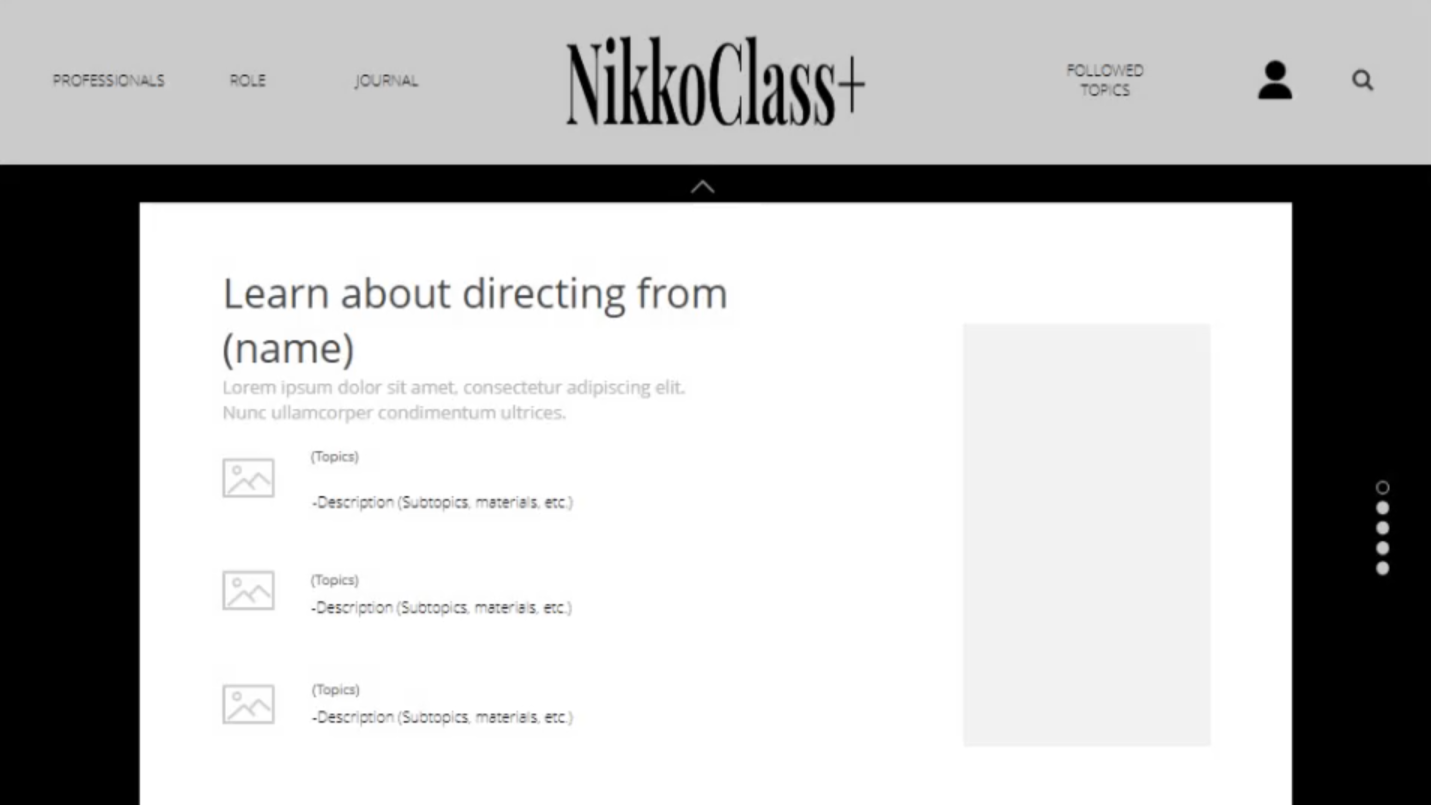 PROFESSIONALS
ROLE
JOURNAL
NikkoClass+
FOLLOWED
TOPICS
Learn about directing from
(name)
Lorem ipsum dolor sit amet, consectetur adipiscing elit.
Nunc ullamcorper condimentum ultrices.
(Topics)
-Description (Subtopics, materials, etc.)
(Topics)
-Description (Subtopics, materials, etc.)
(Topics)
-Description (Subtopics, materials, etc.)